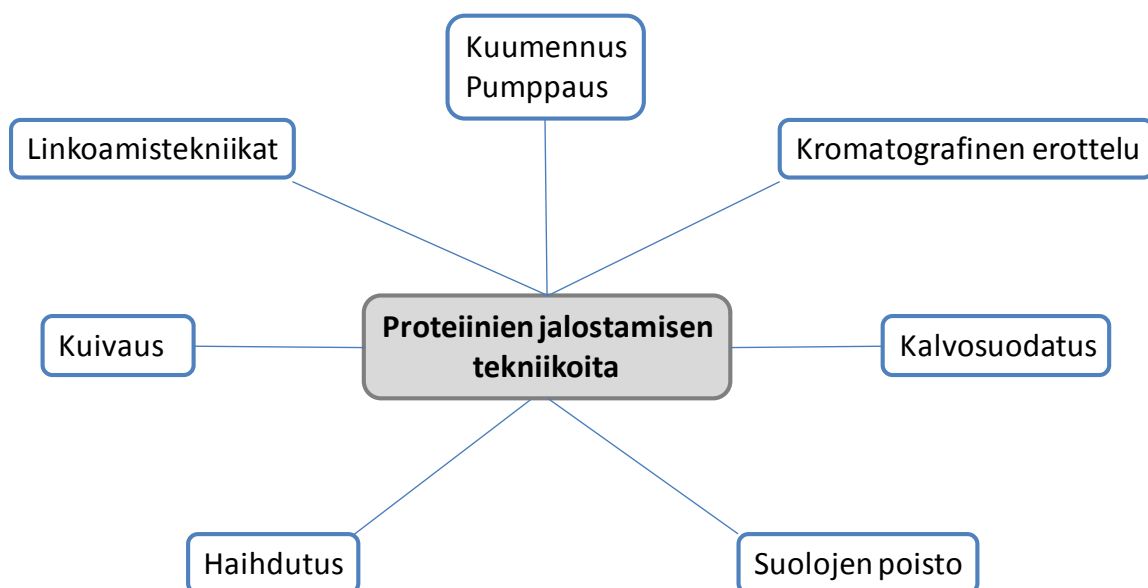 Kuumennus
Pumppaus
Linkoamistekniikat
Kromatografinen erottelu
Proteiinien jalostamisen
tekniikoita
Kuivaus
Kalvosuodatus
Haihdutus
Suolojen poisto